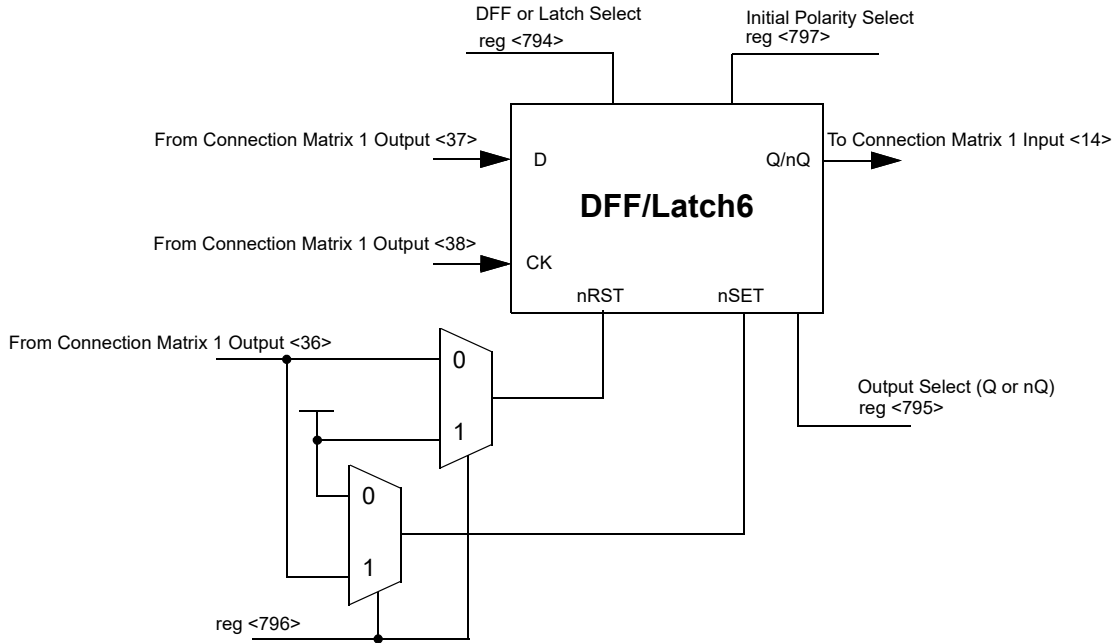 DFF or Latch Select
reg <794>
Initial Polarity Select
reg <797>
From Connection Matrix 1 Output <37>
D
Q/nQ
To Connection Matrix 1 Input <14>
DFF/Latch6
From Connection Matrix 1 Output <38>
CK
nRST
nSET
From Connection Matrix 1 Output <36>
0
1
Output Select (Q or nQ)
reg <795>
0
1
reg <796>